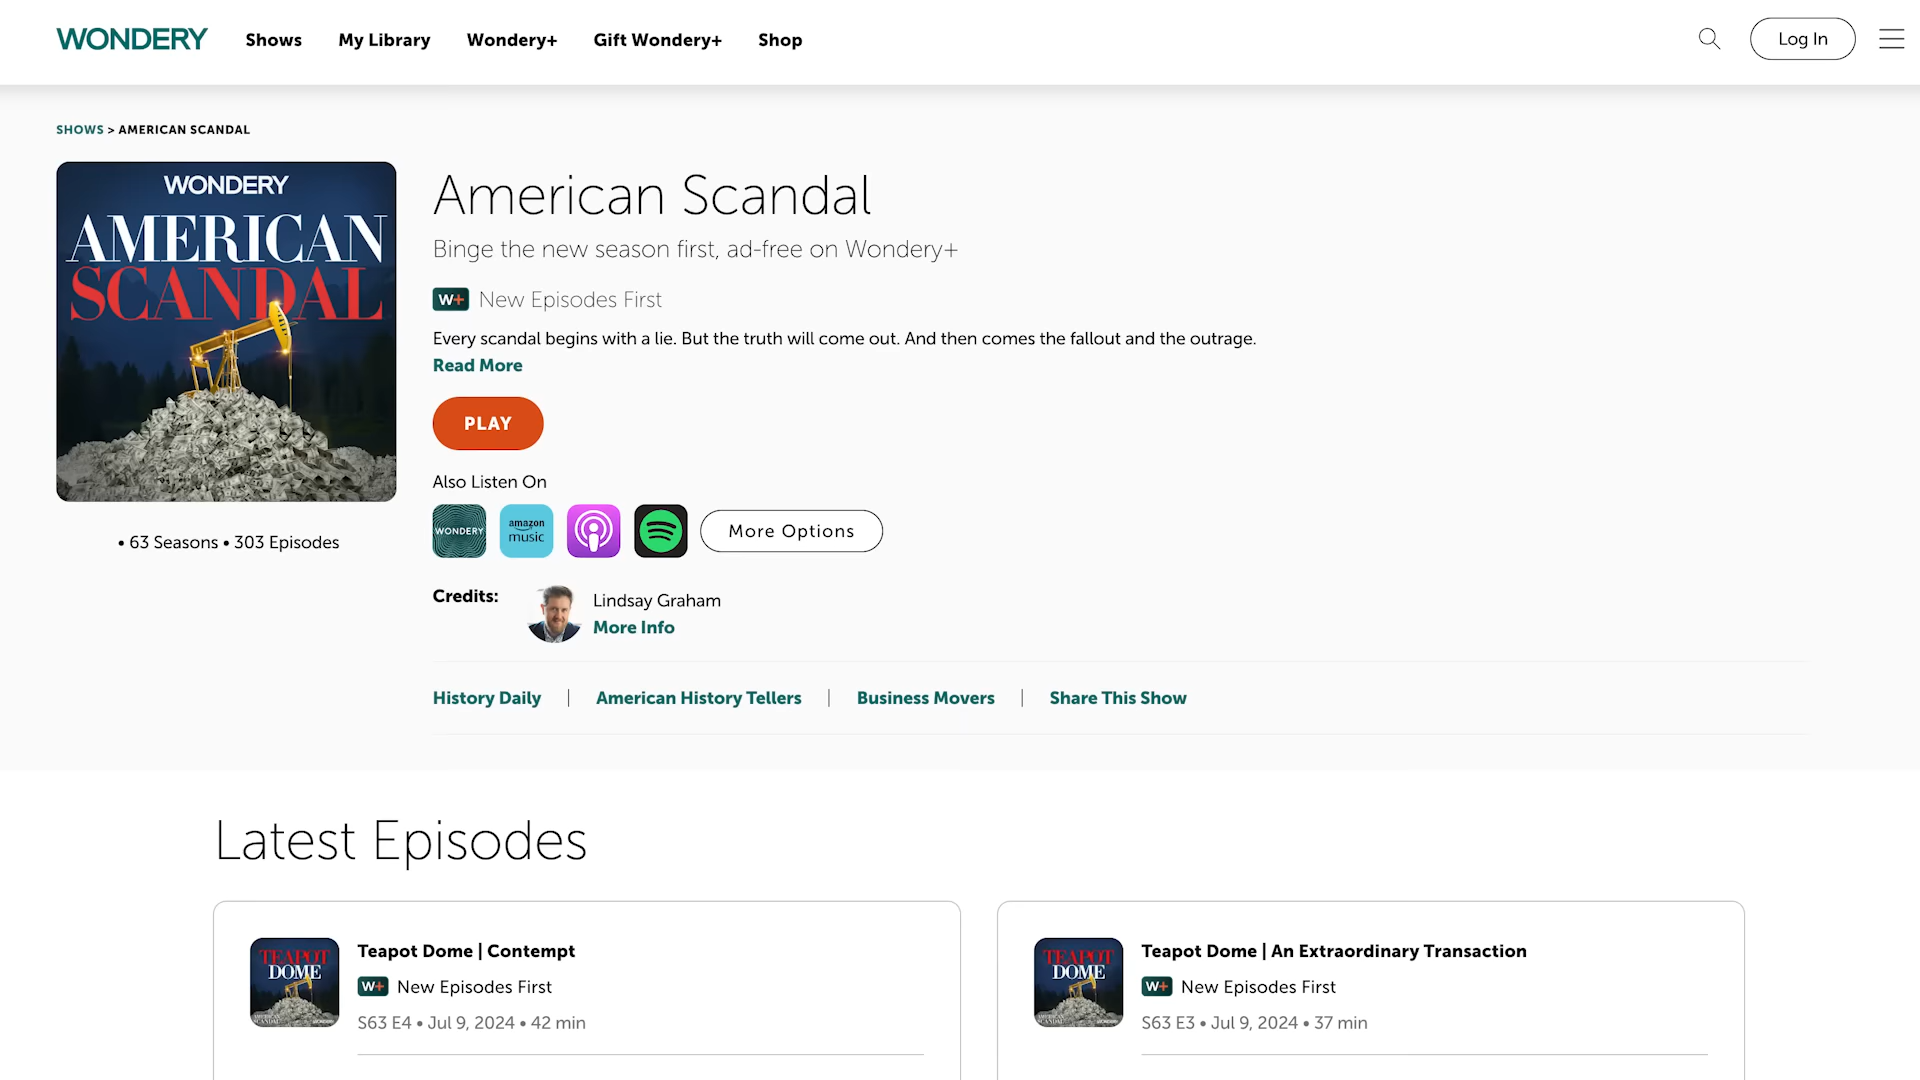 WONDERY
Shows
My Library
Wondery+
Gift Wondery+
Shop
Log In
SHOWS > AMERICAN SCANDAL
WONDERY
AMERICAN
SCANDAL
• 63 Seasons • 303 Episodes
American Scandal
Binge the new season first, ad-free on Wondery+
W+ New Episodes First
Every scandal begins with a lie. But the truth will come out. And then comes the fallout and the outrage.
Read More
PLAY
Also Listen On
WONDERY
amazon
music
More Options
Credits:
Lindsay Graham
More Info
History Daily | American History Tellers | Business Movers | Share This Show
Latest Episodes
TEAPOT
DOME
Teapot Dome | Contempt
W+ New Episodes First
S63 E4 • Jul 9, 2024 • 42 min
TEAPOT
DOME
Teapot Dome | An Extraordinary Transaction
W+ New Episodes First
S63 E3 • Jul 9, 2024 • 37 min